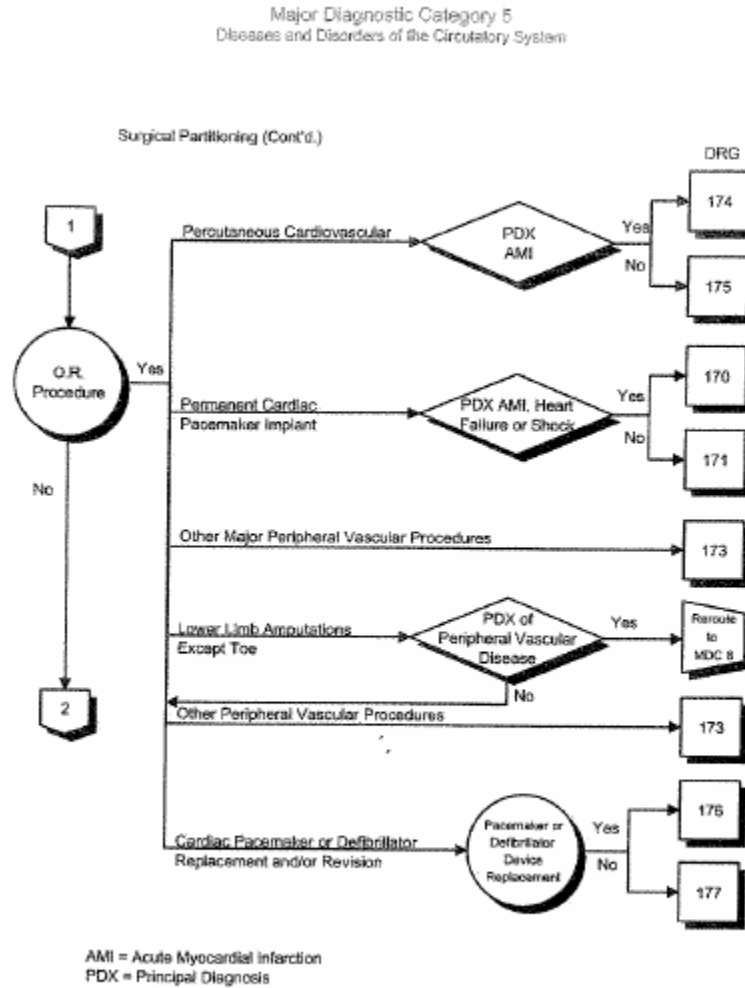 Major Diagnostic Category 5
Diseases and Disorders of the Circulatory System
Surgical Partitioning (Cont'd.)
DRG
1
Percutaneous Cardiovascular
PDX
AMI
Yes
174
No
175
O.R.
Procedure
Yes
Permanent Cardiac
Pacemaker Implant
PDX AMI, Heart
Failure or Shock
Yes
170
No
171
No
Other Major Peripheral Vascular Procedures
173
Lower Limb Amputations
Except Toe
PDX of
Peripheral Vascular
Disease
Yes
Reroute
to
MDC 8
No
2
Other Peripheral Vascular Procedures
173
Cardiac Pacemaker or Defibrillator
Replacement and/or Revision
Pacemaker or
Defibrillator
Device
Replacement
Yes
176
No
177
AMI = Acute Myocardial Infarction
PDX = Principal Diagnosis